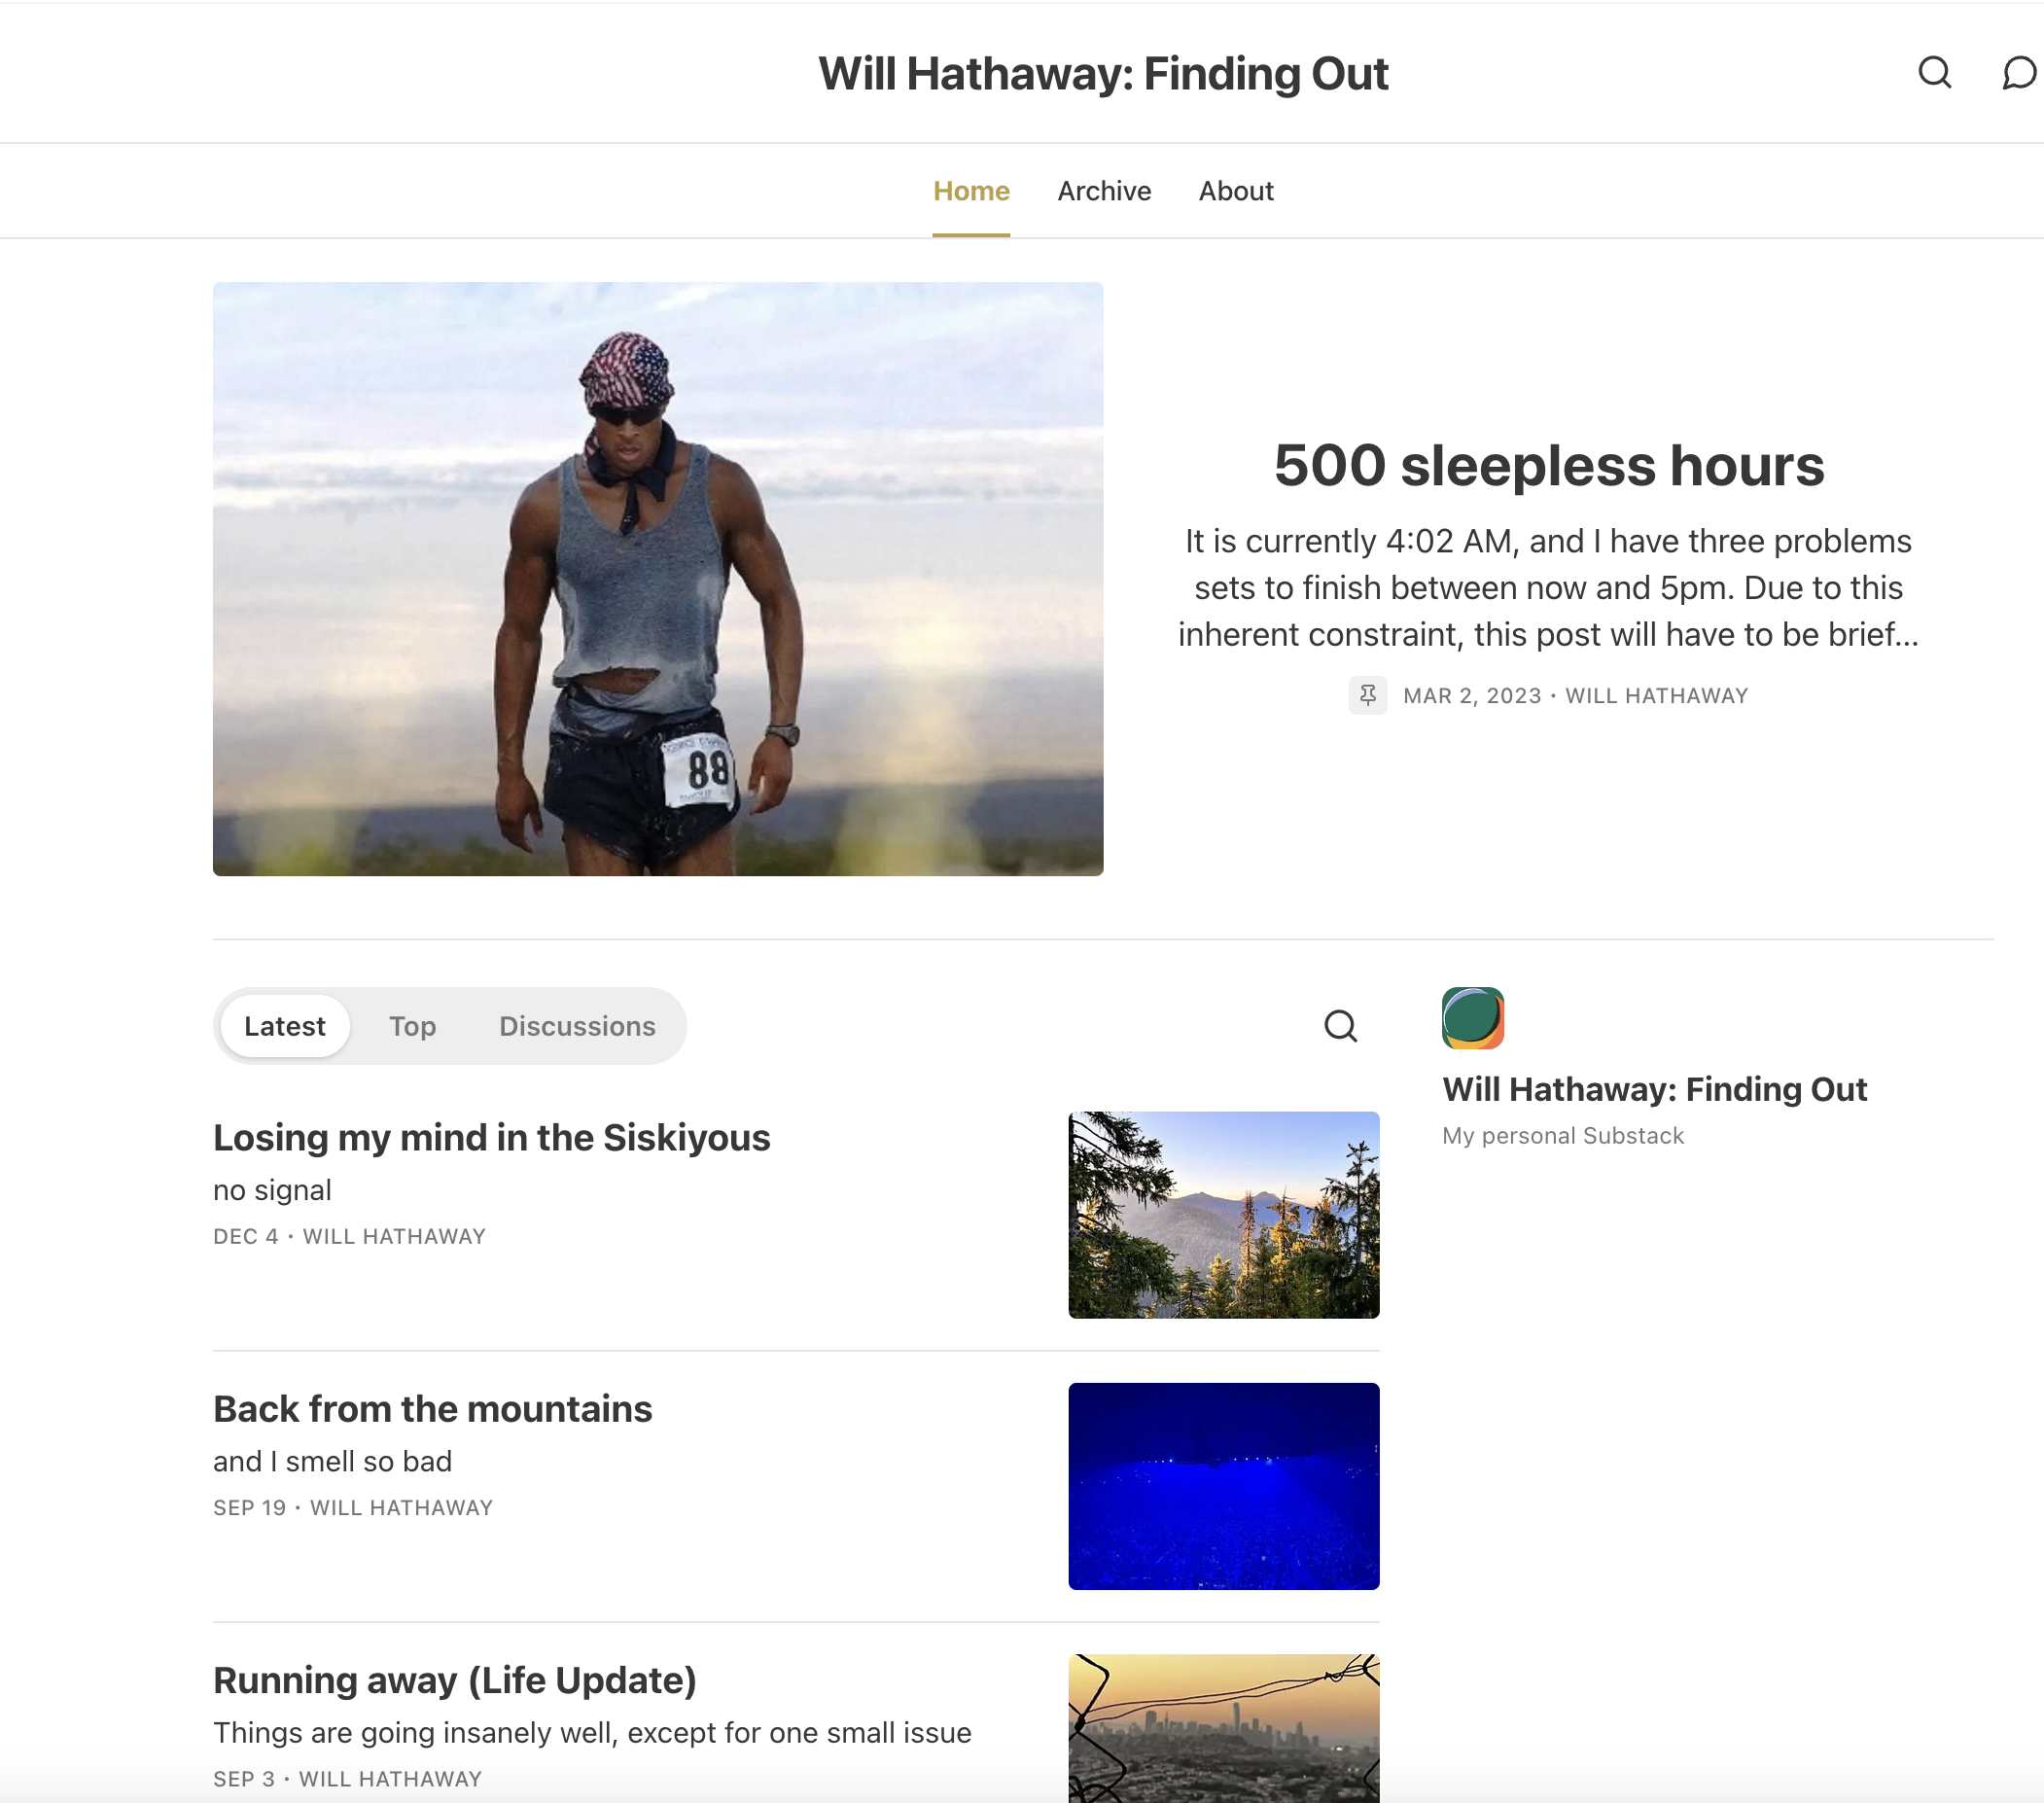 Will Hathaway: Finding Out
Home Archive About
88
500 sleepless hours
It is currently 4:02 AM, and I have three problems
sets to finish between now and 5pm. Due to this
inherent constraint, this post will have to be brief...
MAR 2, 2023 • WILL HATHAWAY
Latest Top Discussions
Losing my mind in the Siskiyous
no signal
DEC 4 • WILL HATHAWAY
Back from the mountains
and I smell so bad
SEP 19 • WILL HATHAWAY
Running away (Life Update)
Things are going insanely well, except for one small issue
SEP 3 • WILL HATHAWAY
Will Hathaway: Finding Out
My personal Substack